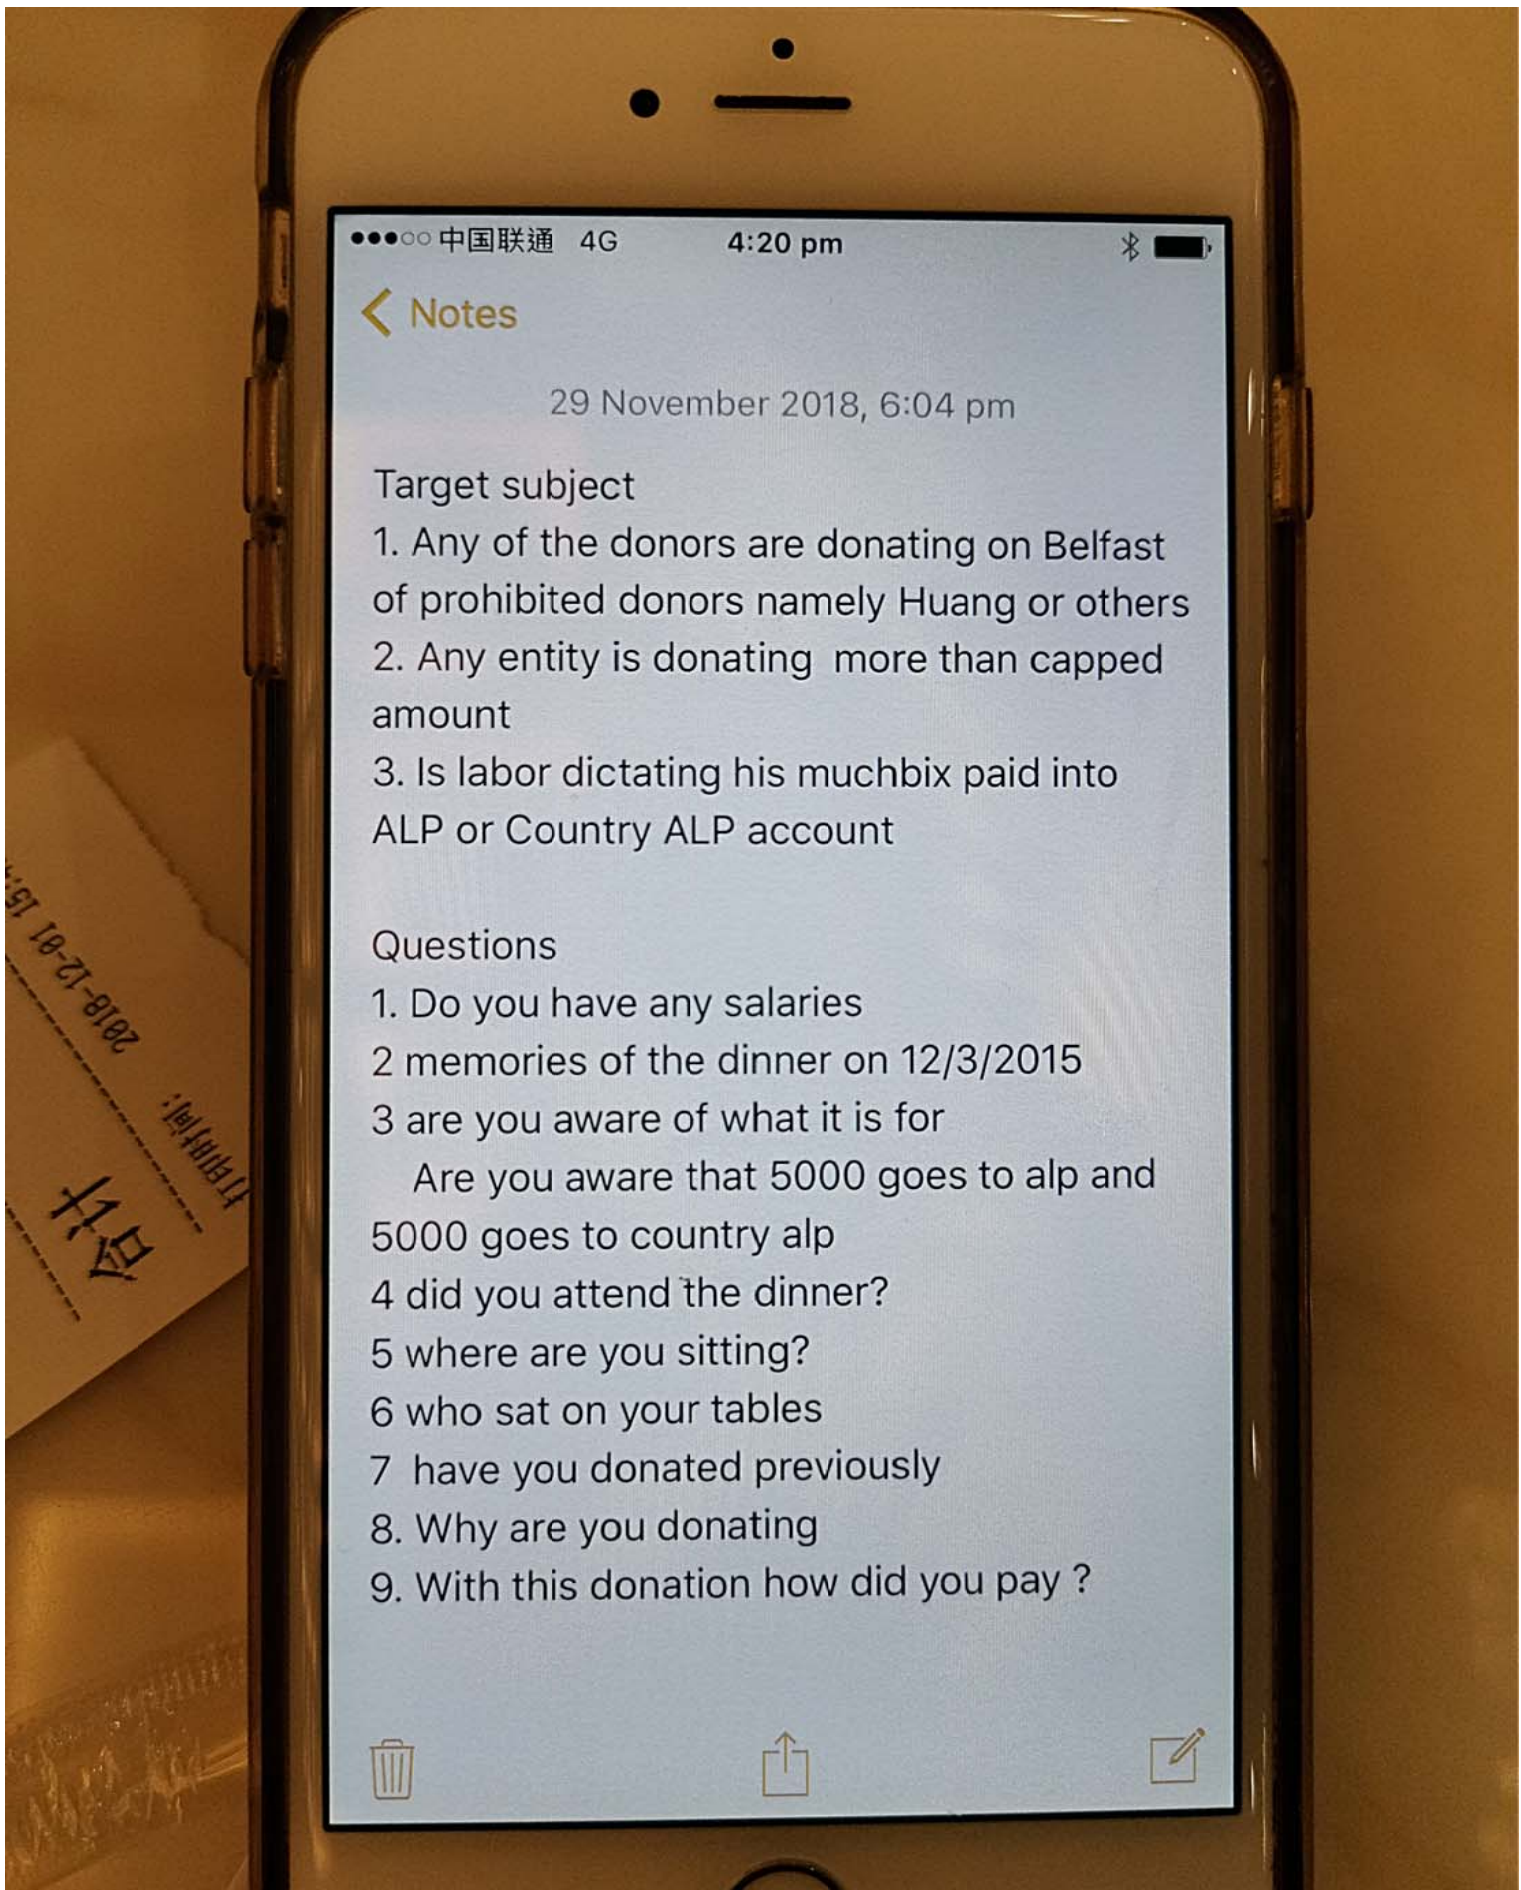 中国联通 4G 4:20 pm
Notes
29 November 2018, 6:04 pm
Target subject
1. Any of the donors are donating on Belfast
of prohibited donors namely Huang or others
2. Any entity is donating  more than capped
amount
3. Is labor dictating his muchbix paid into
ALP or Country ALP account
Questions
1. Do you have any salaries
2 memories of the dinner on 12/3/2015
3 are you aware of what it is for
Are you aware that 5000 goes to alp and
5000 goes to country alp
4 did you attend the dinner?
5 where are you sitting?
6 who sat on your tables
7  have you donated previously
8. Why are you donating
9. With this donation how did you pay ?
合计
打印时间:
2018-12-01 15: